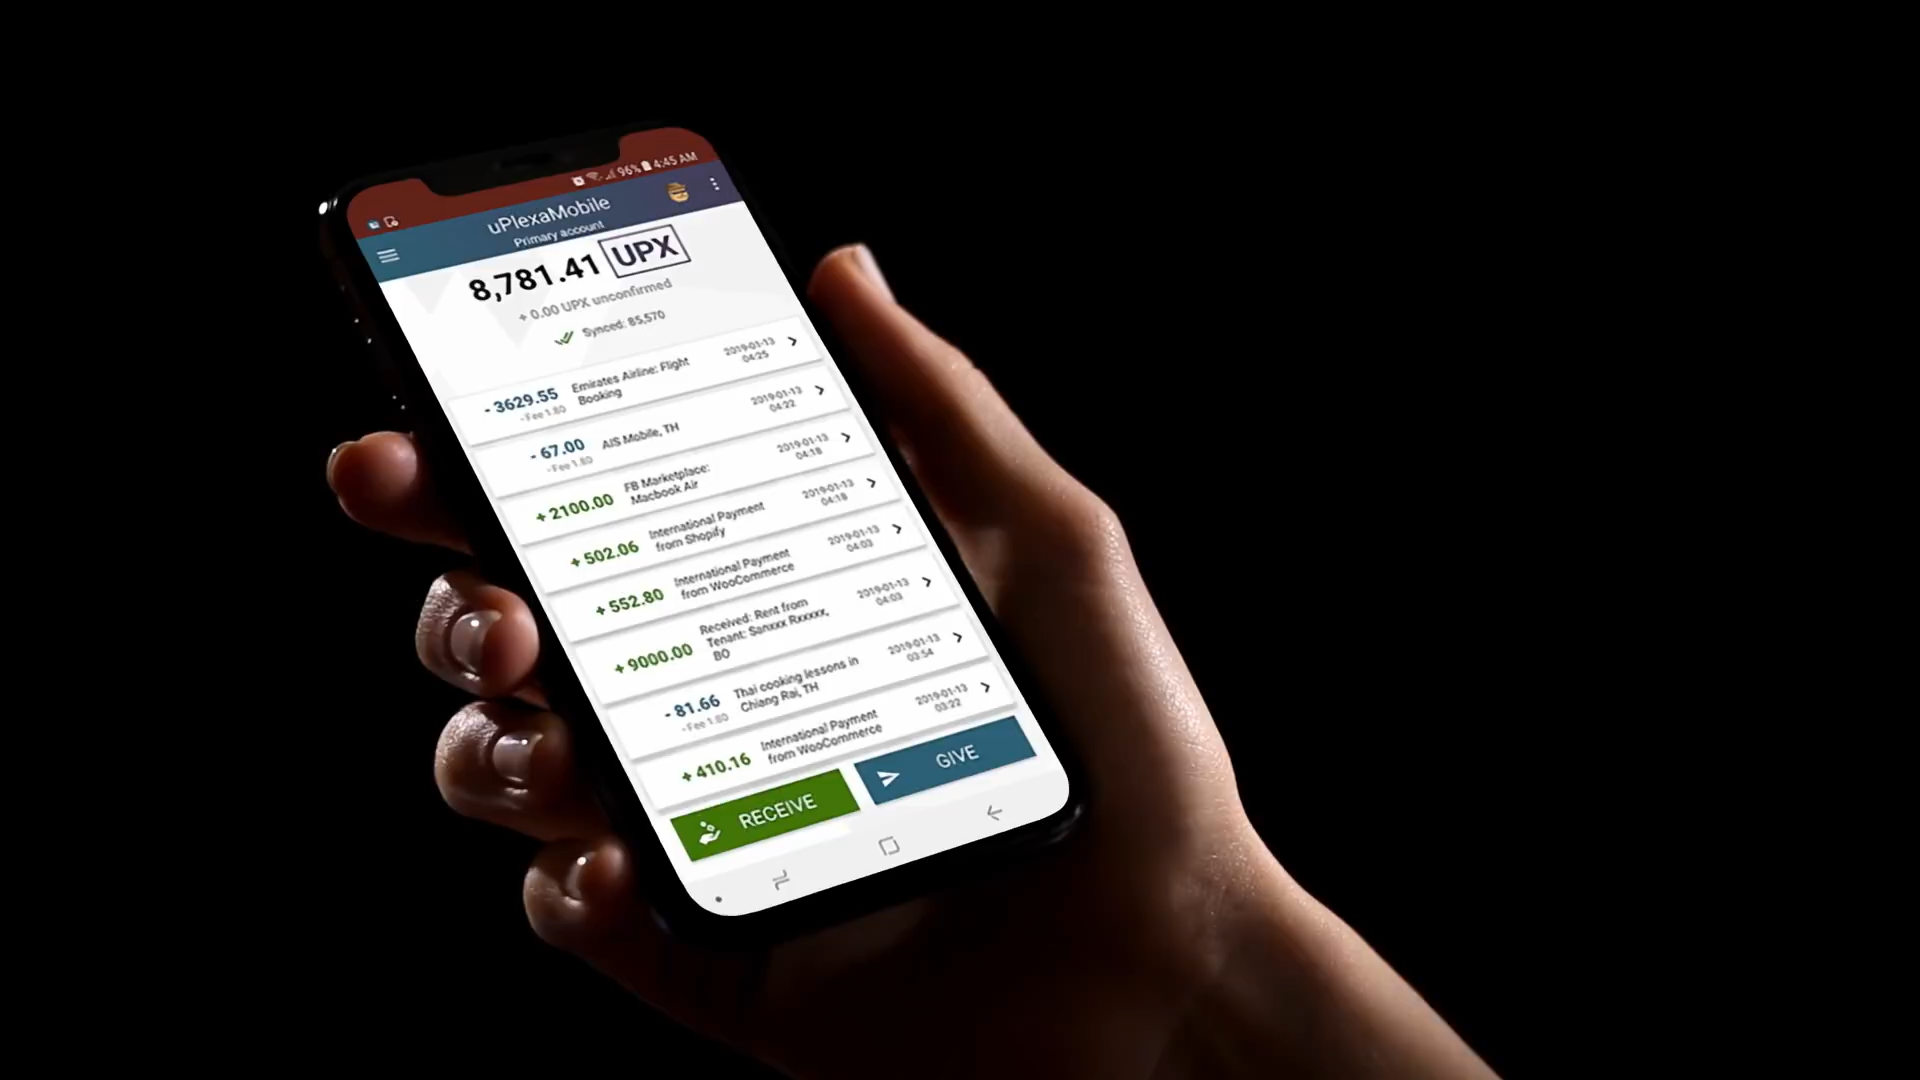 96% 4:45 AM
uPlexaMobile
Primary account
8,781.41 UPX
+ 0.00 UPX unconfirmed
Synced: 85,570
- 3629.55
- Fee 1.80
Emirates Airline: Flight
Booking
2019-01-13
04:25
- 67.00
- Fee 1.80
AIS Mobile, TH
2019-01-13
04:22
+ 2100.00
FB Marketplace:
Macbook Air
2019-01-13
04:18
+ 502.06
International Payment
from Shopify
2019-01-13
04:18
+ 552.80
International Payment
from WooCommerce
2019-01-13
04:03
+ 9000.00
Received: Rent from
Tenant: Sanxxx Rxxxxx,
BO
2019-01-13
04:03
- 81.66
- Fee 1.80
Thai cooking lessons in
Chiang Rai, TH
2019-01-13
03:54
+ 410.16
International Payment
from WooCommerce
2019-01-13
03:22
RECEIVE
GIVE